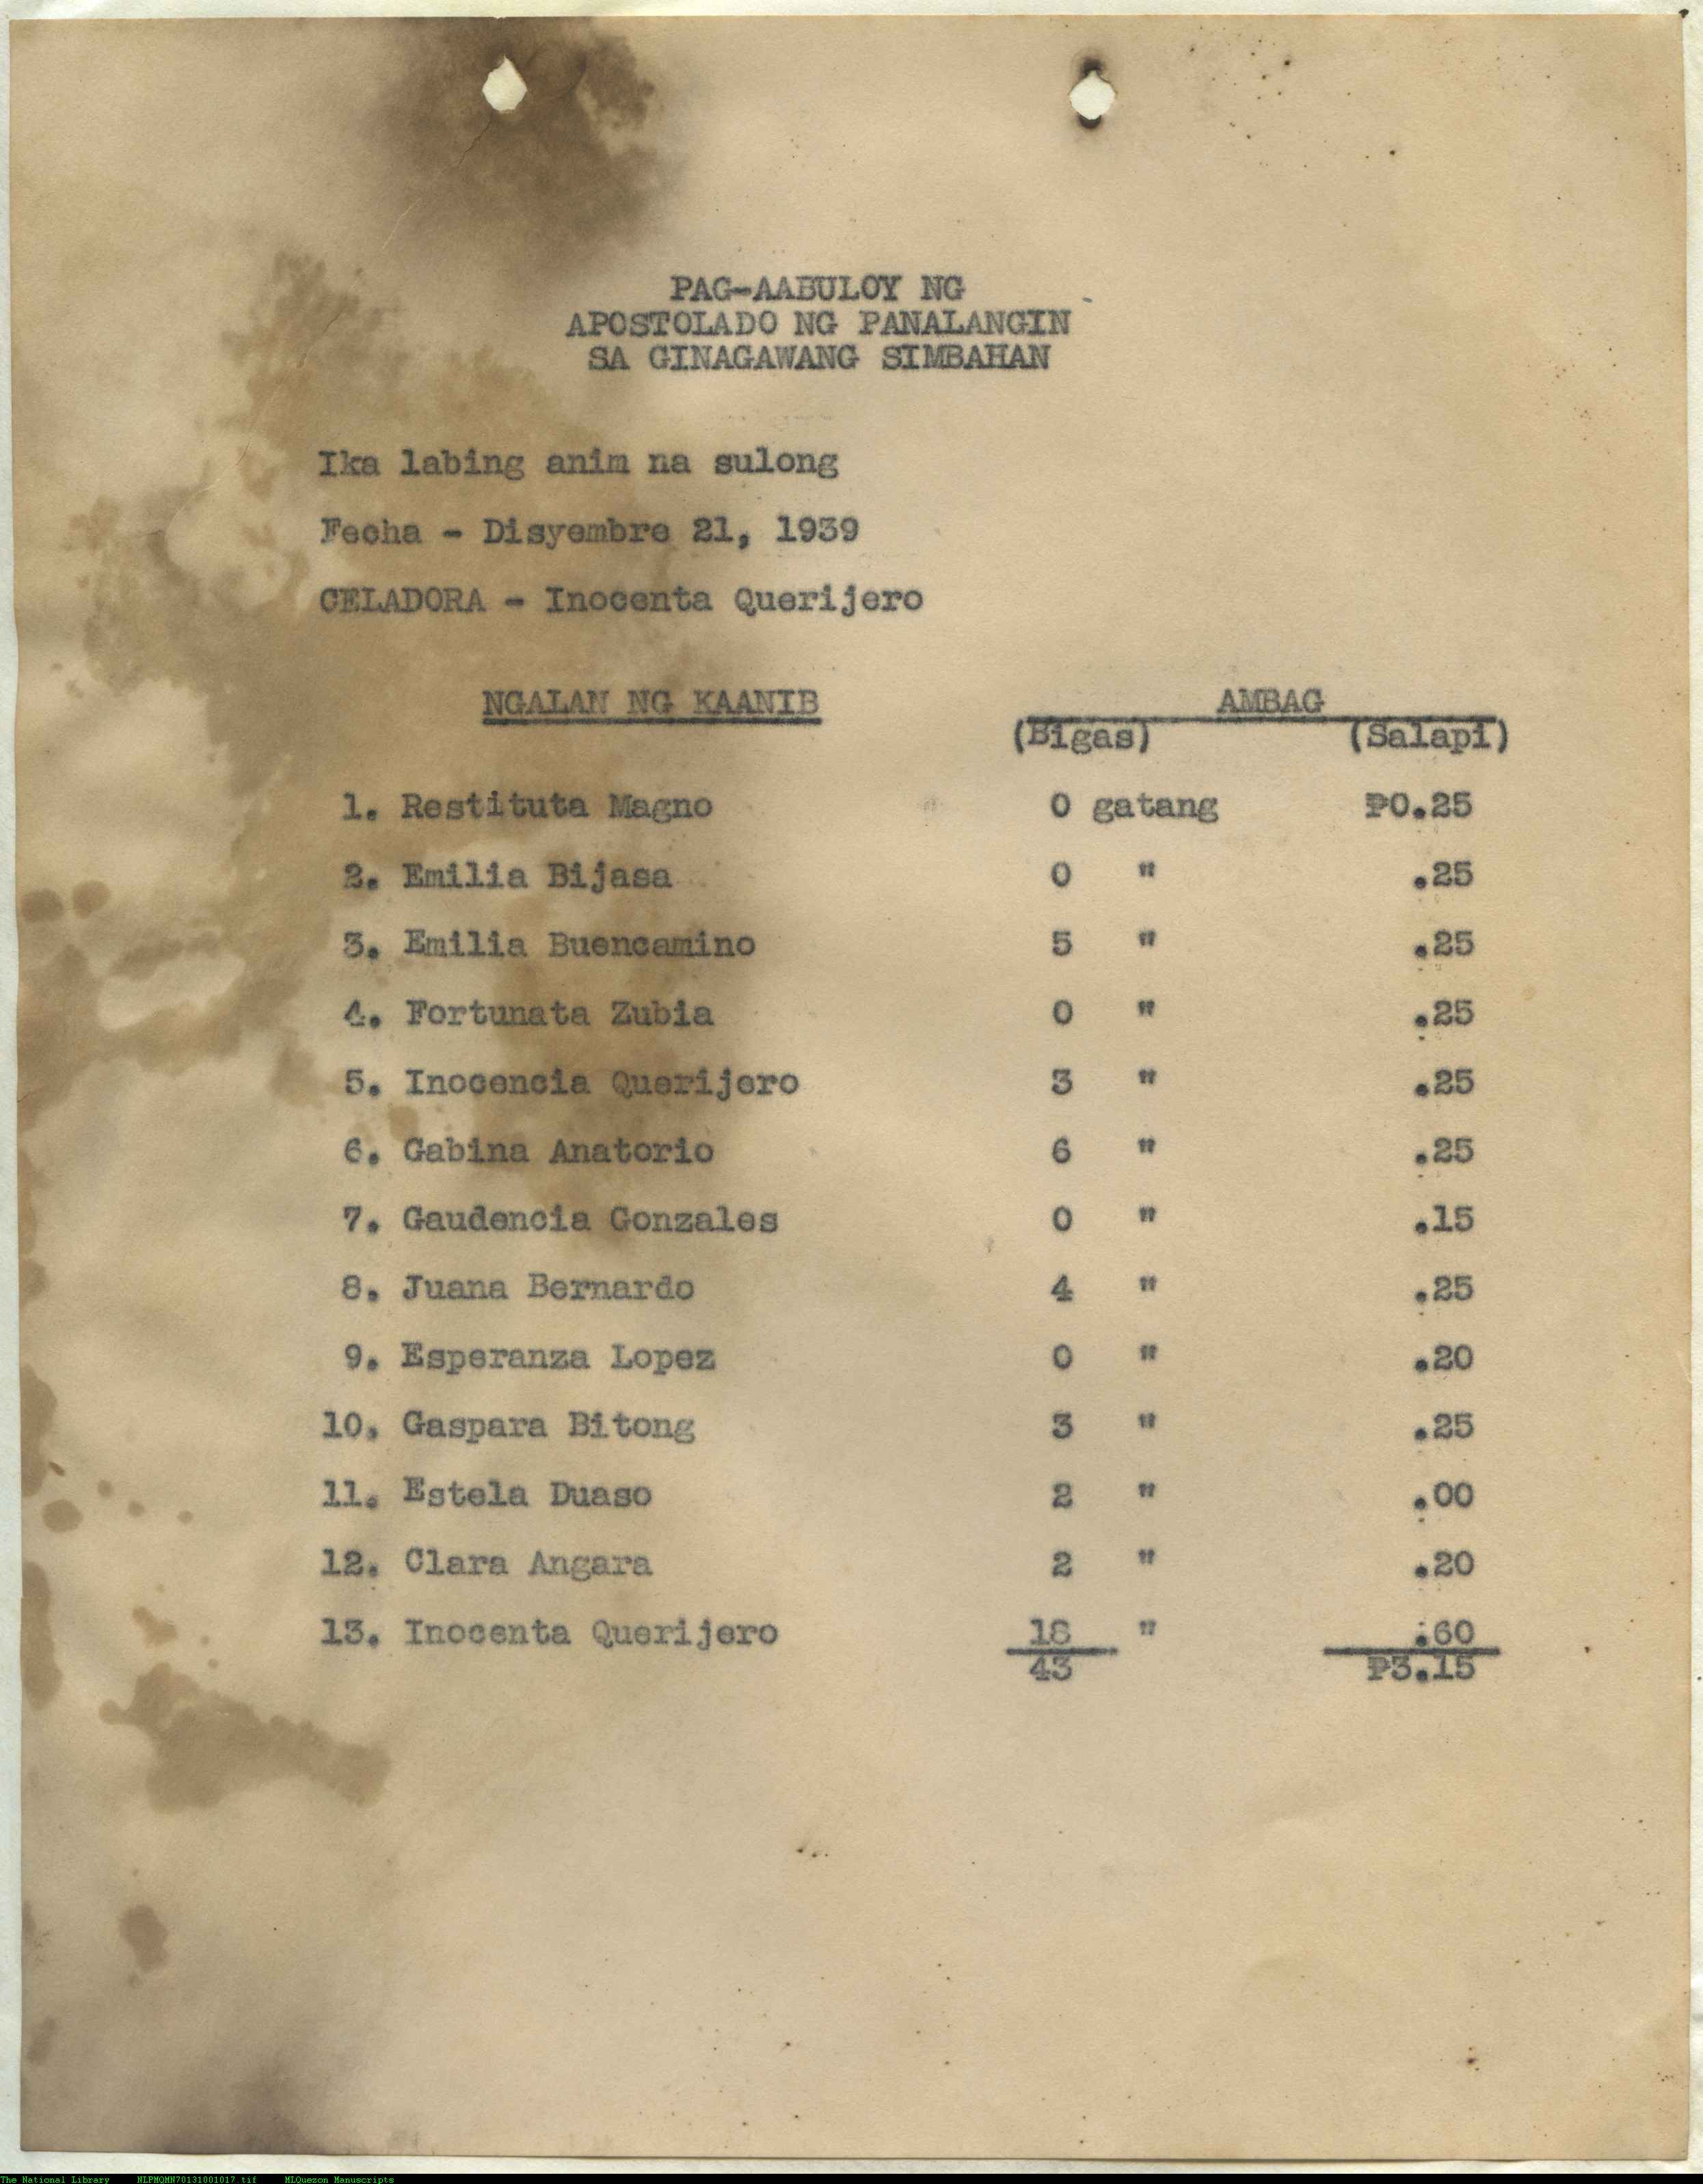 PAG-AABULOY NG
APOSTOLADO NG PANALANGIN
SA GINAGAWANG SIMBAHAN
Ika labing anim na sulong
Fecha - Disyembre 21, 1939
CELADORA - Inocenta Querijero
NGALAN NG KAANIB AMBAG
(Bigas) (Salapi)
1. Restituta Magno 0 gatang ₱0.25
2. Emilia Bijasa 0 " .25
3. Emilia Buencamino 5 " .25
4. Fortunata Zubia 0 " .25
5. Inocencia Querijero 3 " .25
6. Gabina Anatorio 6 " .25
7. Gaudencia Gonzales 0 " .15
8. Juana Bernardo 4 " .25
9. Esperanza Lopez 0 " .20
10. Gaspara Bitong 3 " .25
11. Estela Duaso 2 " .00
12. Clara Angara 2 " .20
13. Inocenta Querijero 18 " .60
43 ₱3.15
The National Library NLPMQMN70131001017.tif MLQuezon Manuscripts